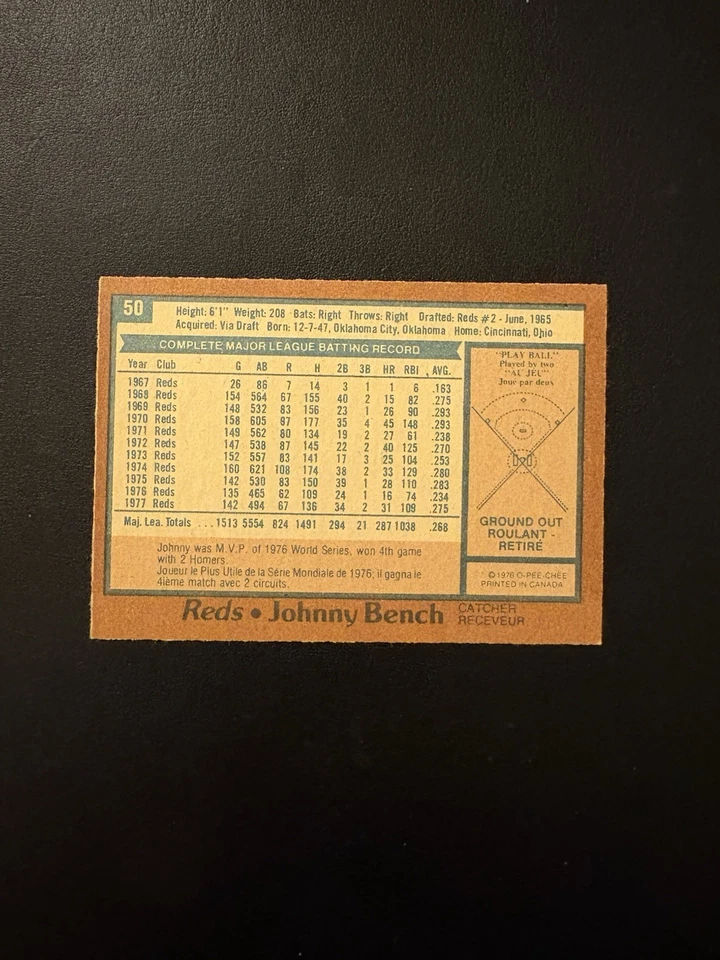 50
Height: 6'1" Weight: 208 Bats: Right Throws: Right Drafted: Reds #2 - June, 1965
Acquired: Via Draft Born: 12-7-47, Oklahoma City, Oklahoma Home: Cincinnati, Ohio
COMPLETE MAJOR LEAGUE BATTING RECORD
Year Club G AB R H 2B 3B HR RBI AVG.
1967 Reds 26 86 7 14 3 1 1 6 .163
1968 Reds 154 564 67 155 40 2 15 82 .275
1969 Reds 148 532 83 156 23 1 26 90 .293
1970 Reds 158 605 97 177 35 4 45 148 .293
1971 Reds 149 562 80 134 19 2 27 61 .238
1972 Reds 147 538 87 145 22 2 40 125 .270
1973 Reds 152 557 83 141 17 3 25 104 .253
1974 Reds 160 621 108 174 38 2 33 129 .280
1975 Reds 142 530 83 150 39 1 28 110 .283
1976 Reds 135 465 62 109 24 1 16 74 .234
1977 Reds 142 494 67 136 34 2 31 109 .275
Maj. Lea. Totals ...1513 5554 824 1491 294 21 287 1038 .268
Johnny was M.V.P. of 1976 World Series, won 4th game
with 2 Homers.
Joueur le Plus Utile de la Série Mondiale de 1976; il gagna le
4ième match avec 2 circuits.
"PLAY BALL"
Played by two
"AU JEU"
Joué par deux
GROUND OUT
ROULANT -
RETIRÉ
© 1976 O-PEE-CHEE
PRINTED IN CANADA
Reds • Johnny Bench
CATCHER
RECEVEUR